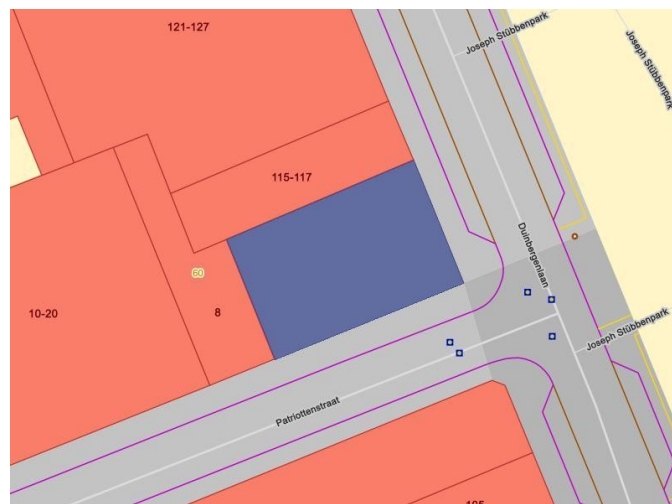 121-127
Joseph Stübbenpark
Joseph Stübbenpark
115-117
Duinbergenlaan
60
10-20
8
Joseph Stübbenpark
Patriottenstraat